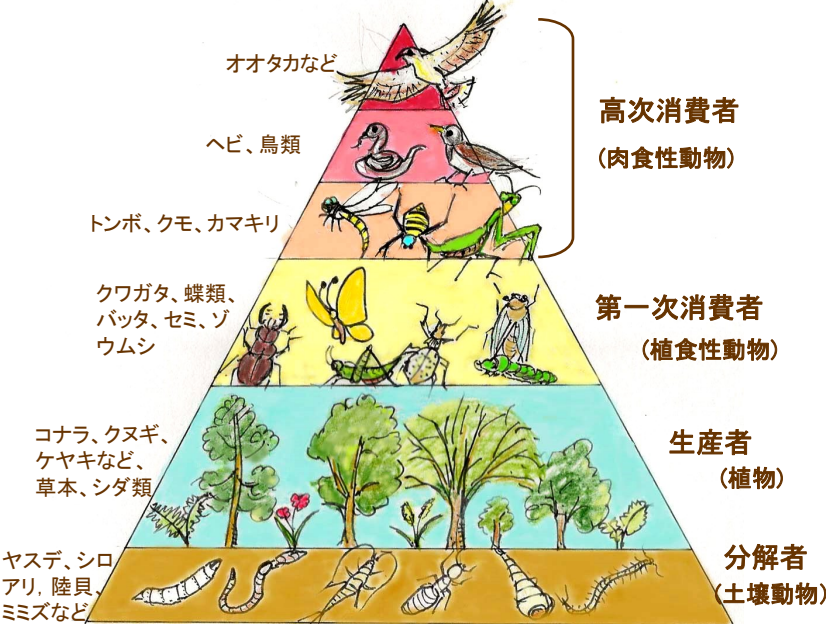 オオタカなど
高次消費者
(肉食性動物)
ヘビ、鳥類
トンボ、クモ、カマキリ
クワガタ、蝶類、
バッタ、セミ、ゾ
ウムシ
第一次消費者
(植食性動物)
コナラ、クヌギ、
ケヤキなど、
草本、シダ類
生産者
(植物)
ヤスデ、シロ
アリ, 陸貝、
ミミズなど
分解者
(土壌動物)